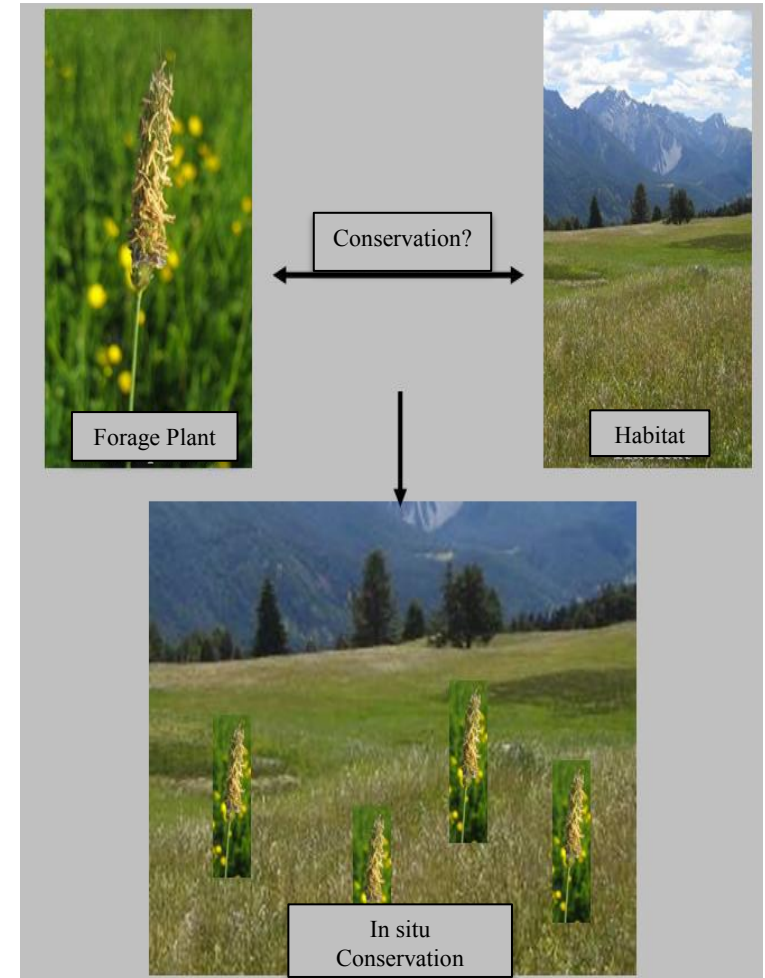 Conservation?
Forage Plant
Habitat
In situ
Conservation